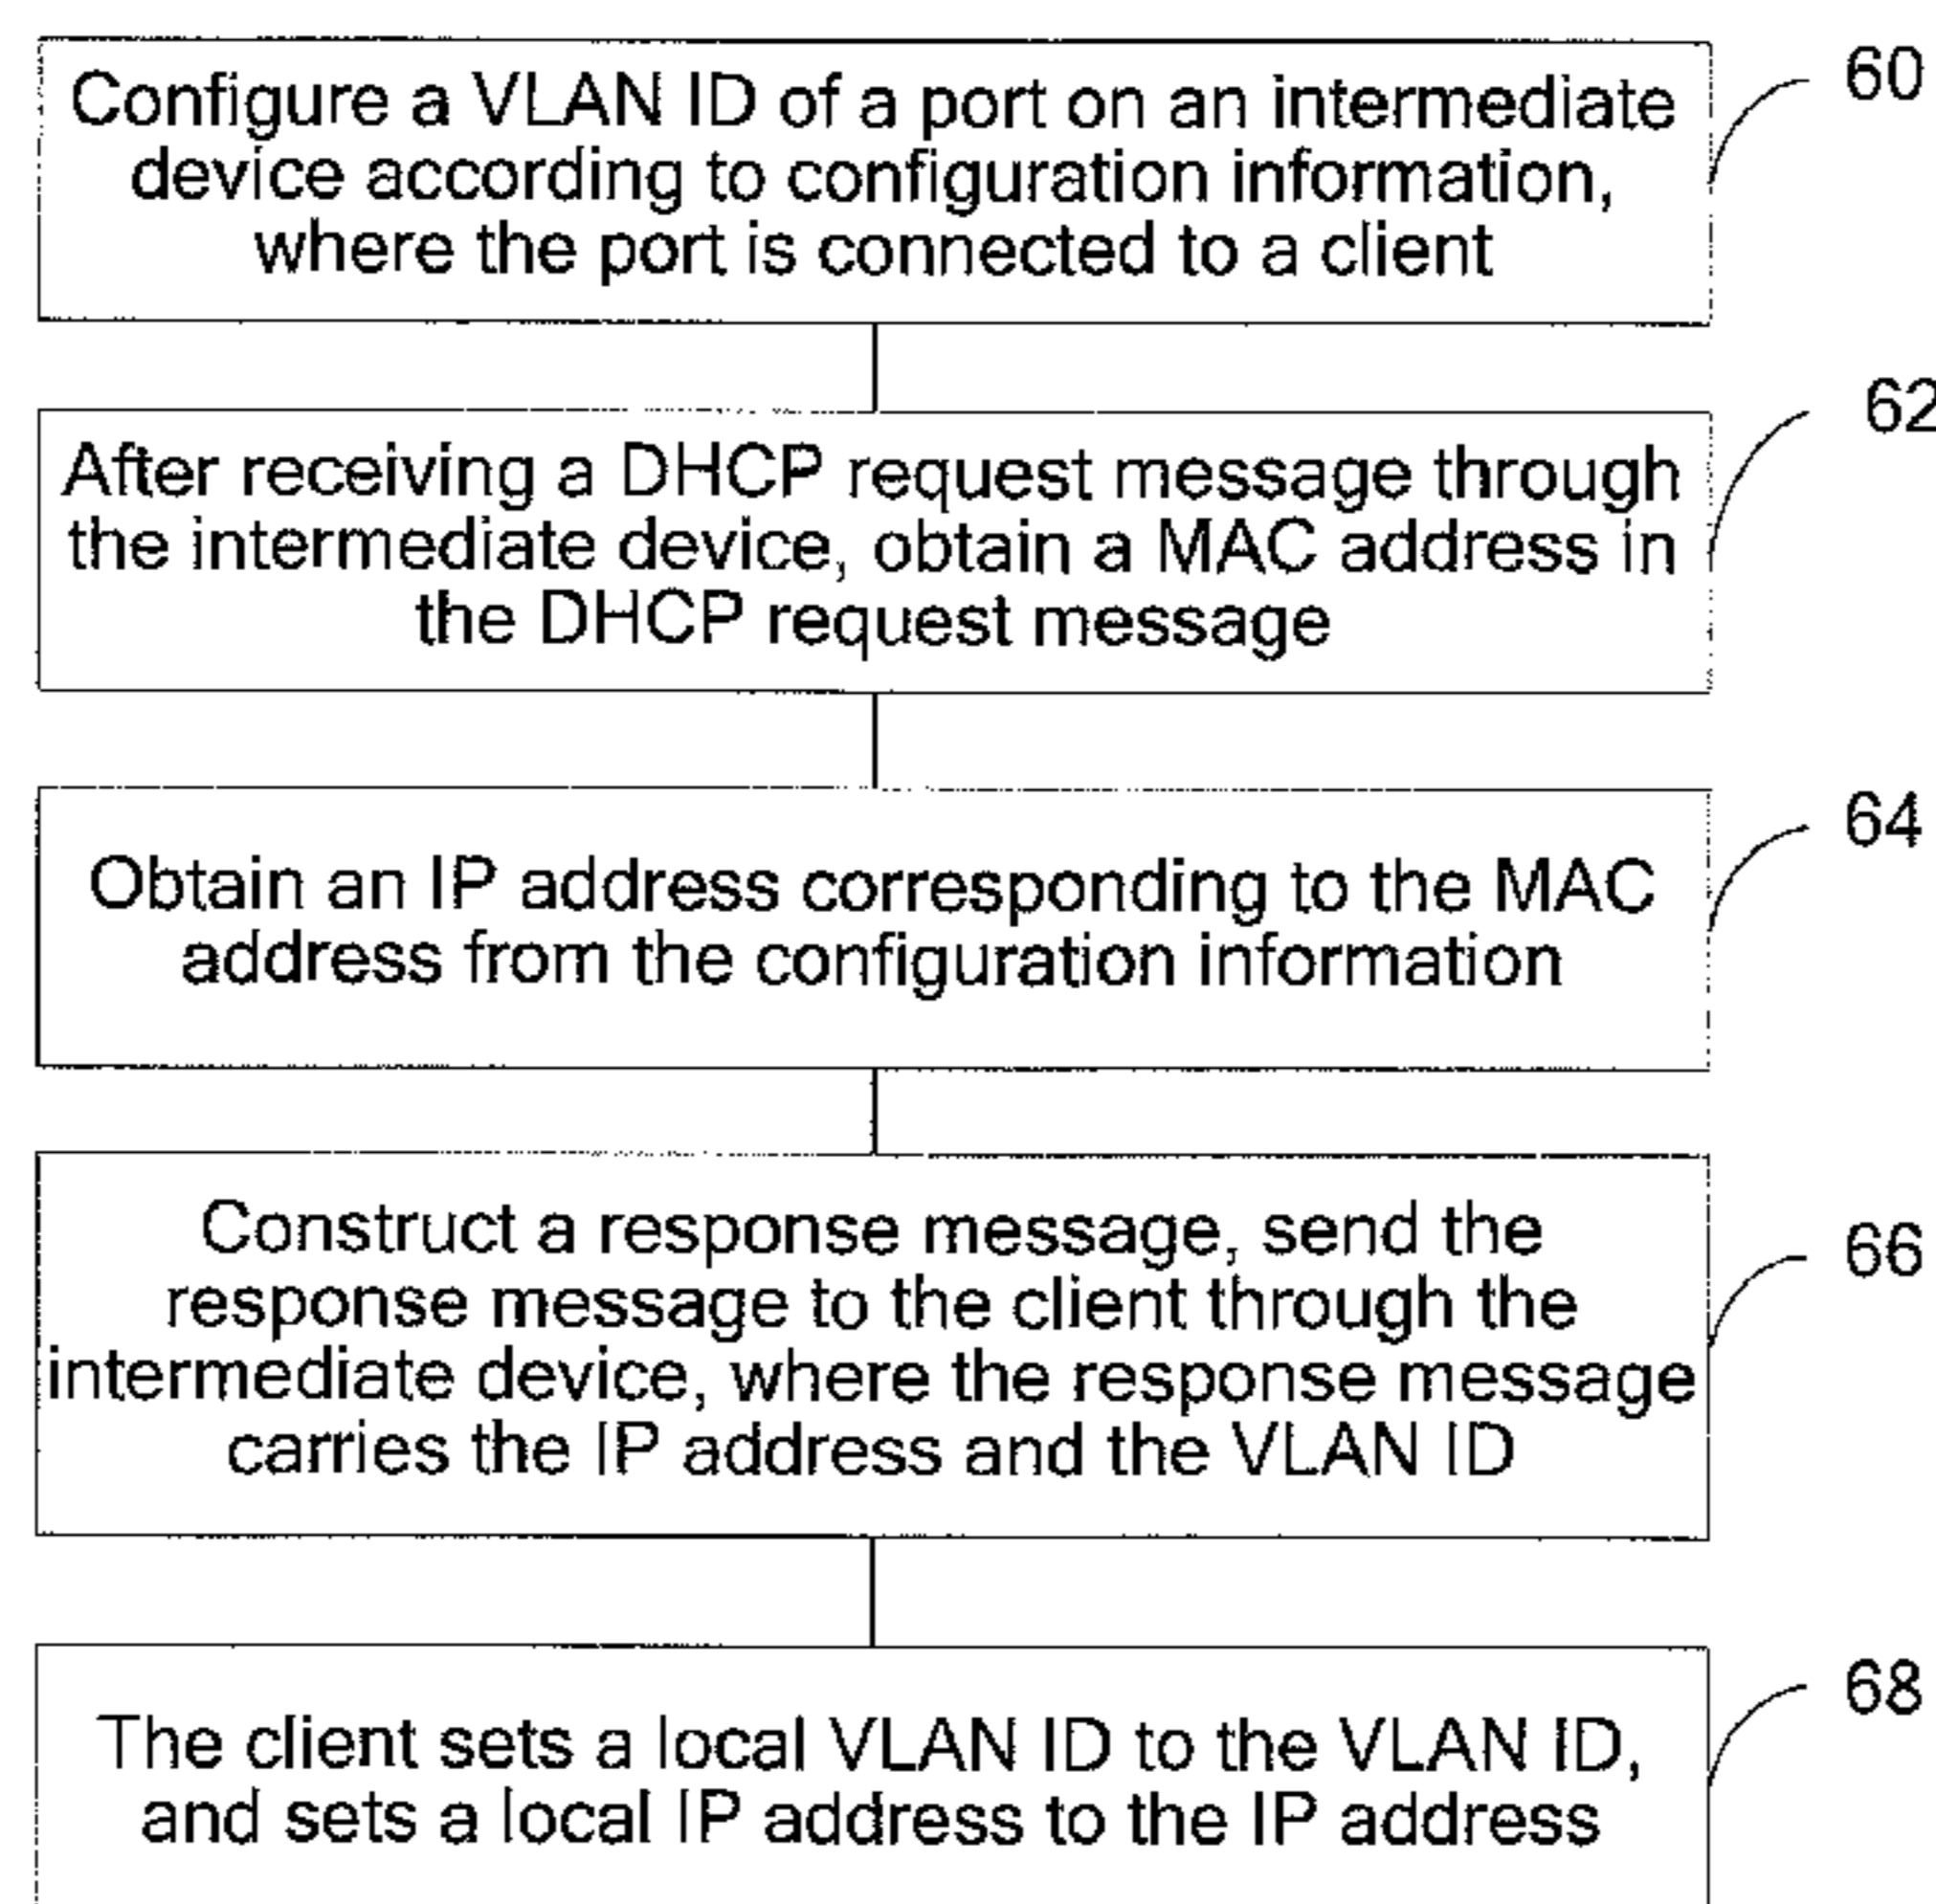 Configure a VLAN ID of a port on an intermediate
device according to configuration information,
where the port is connected to a client
60
After receiving a DHCP request message through
the intermediate device, obtain a MAC address in
the DHCP request message
62
Obtain an IP address corresponding to the MAC
address from the configuration information
64
Construct a response message, send the
response message to the client through the
intermediate device, where the response message
carries the IP address and the VLAN ID
66
The client sets a local VLAN ID to the VLAN ID,
and sets a local IP address to the IP address
68